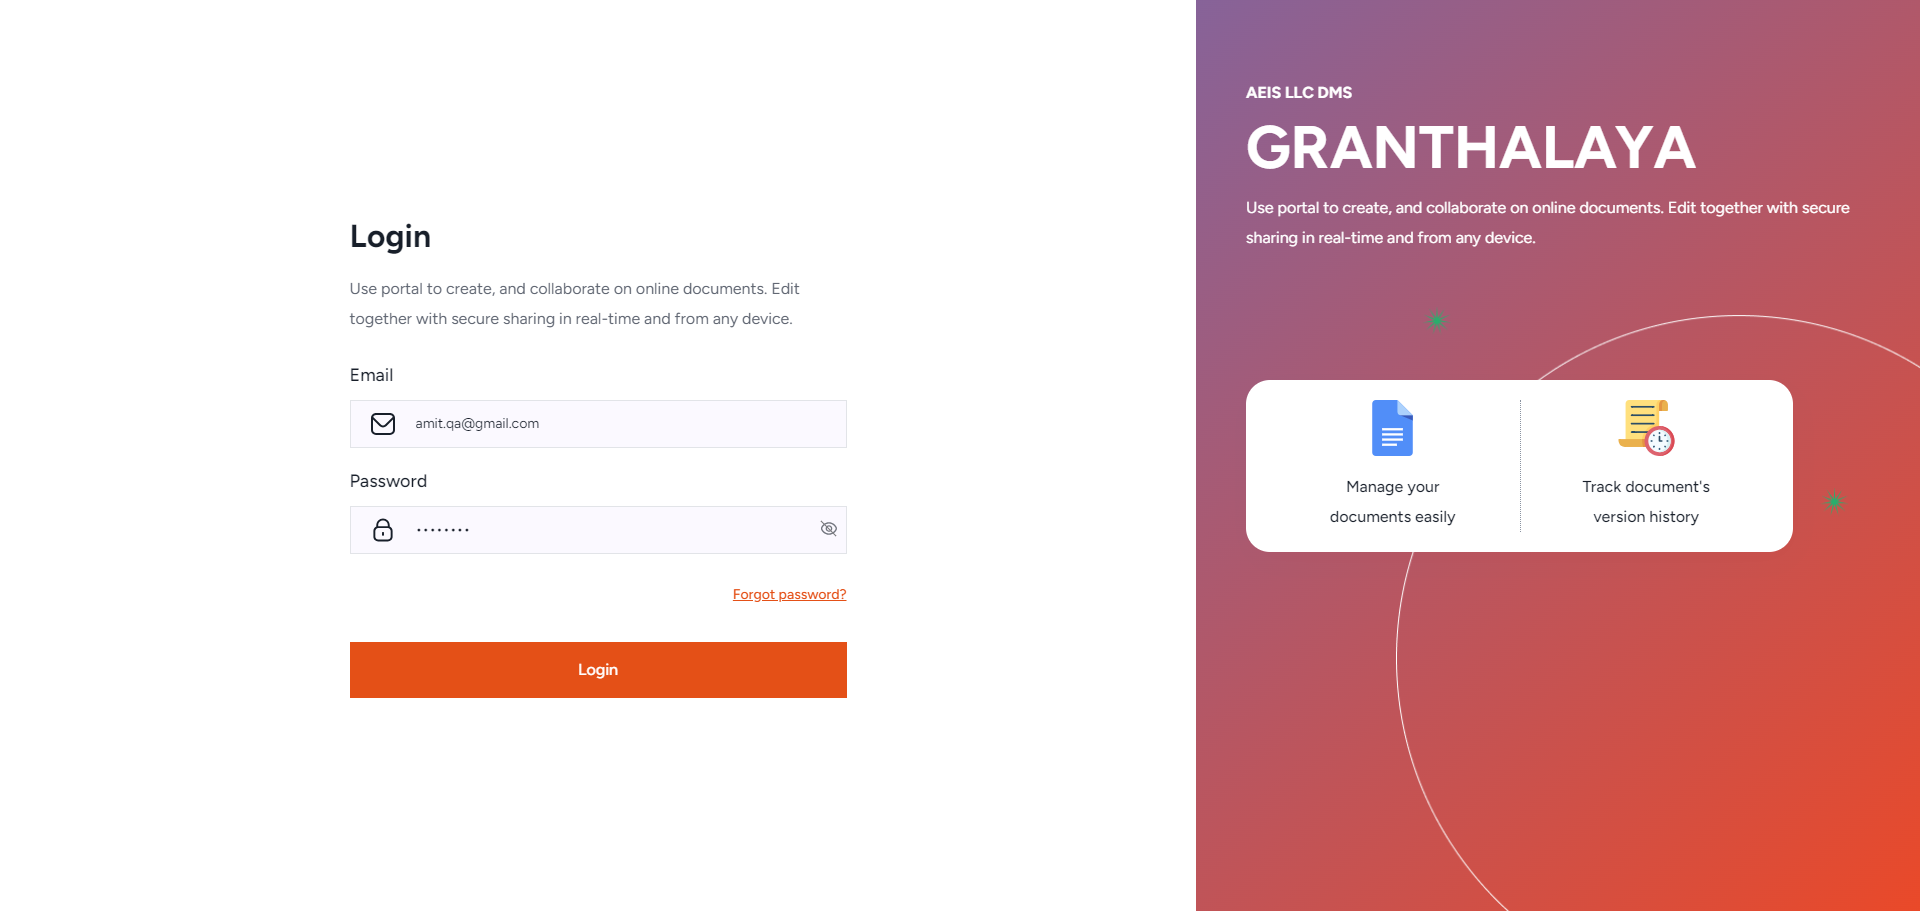 Login
Use portal to create, and collaborate on online documents. Edit
together with secure sharing in real-time and from any device.
Email
amit.qa@gmail.com
Password
••••••••
Forgot password?
Login
AEIS LLC DMS
GRANTHALAYA
Use portal to create, and collaborate on online documents. Edit together with secure
sharing in real-time and from any device.
Manage your
documents easily
Track document's
version history